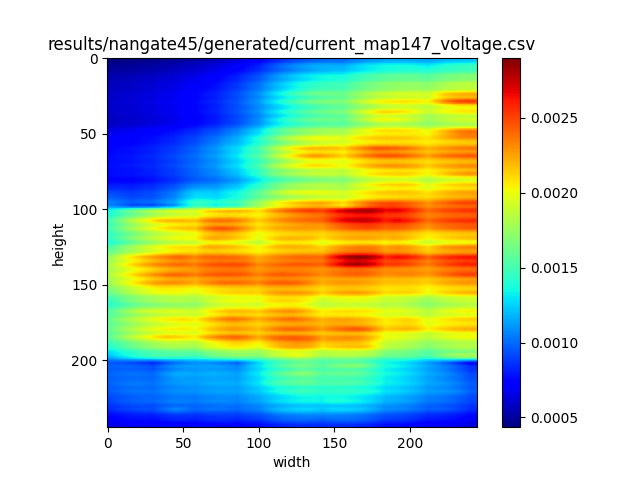 results/nangate45/generated/current_map147_voltage.csv
0
50
100
150
200
height
0 50 100 150 200
width
0.0025
0.0020
0.0015
0.0010
0.0005